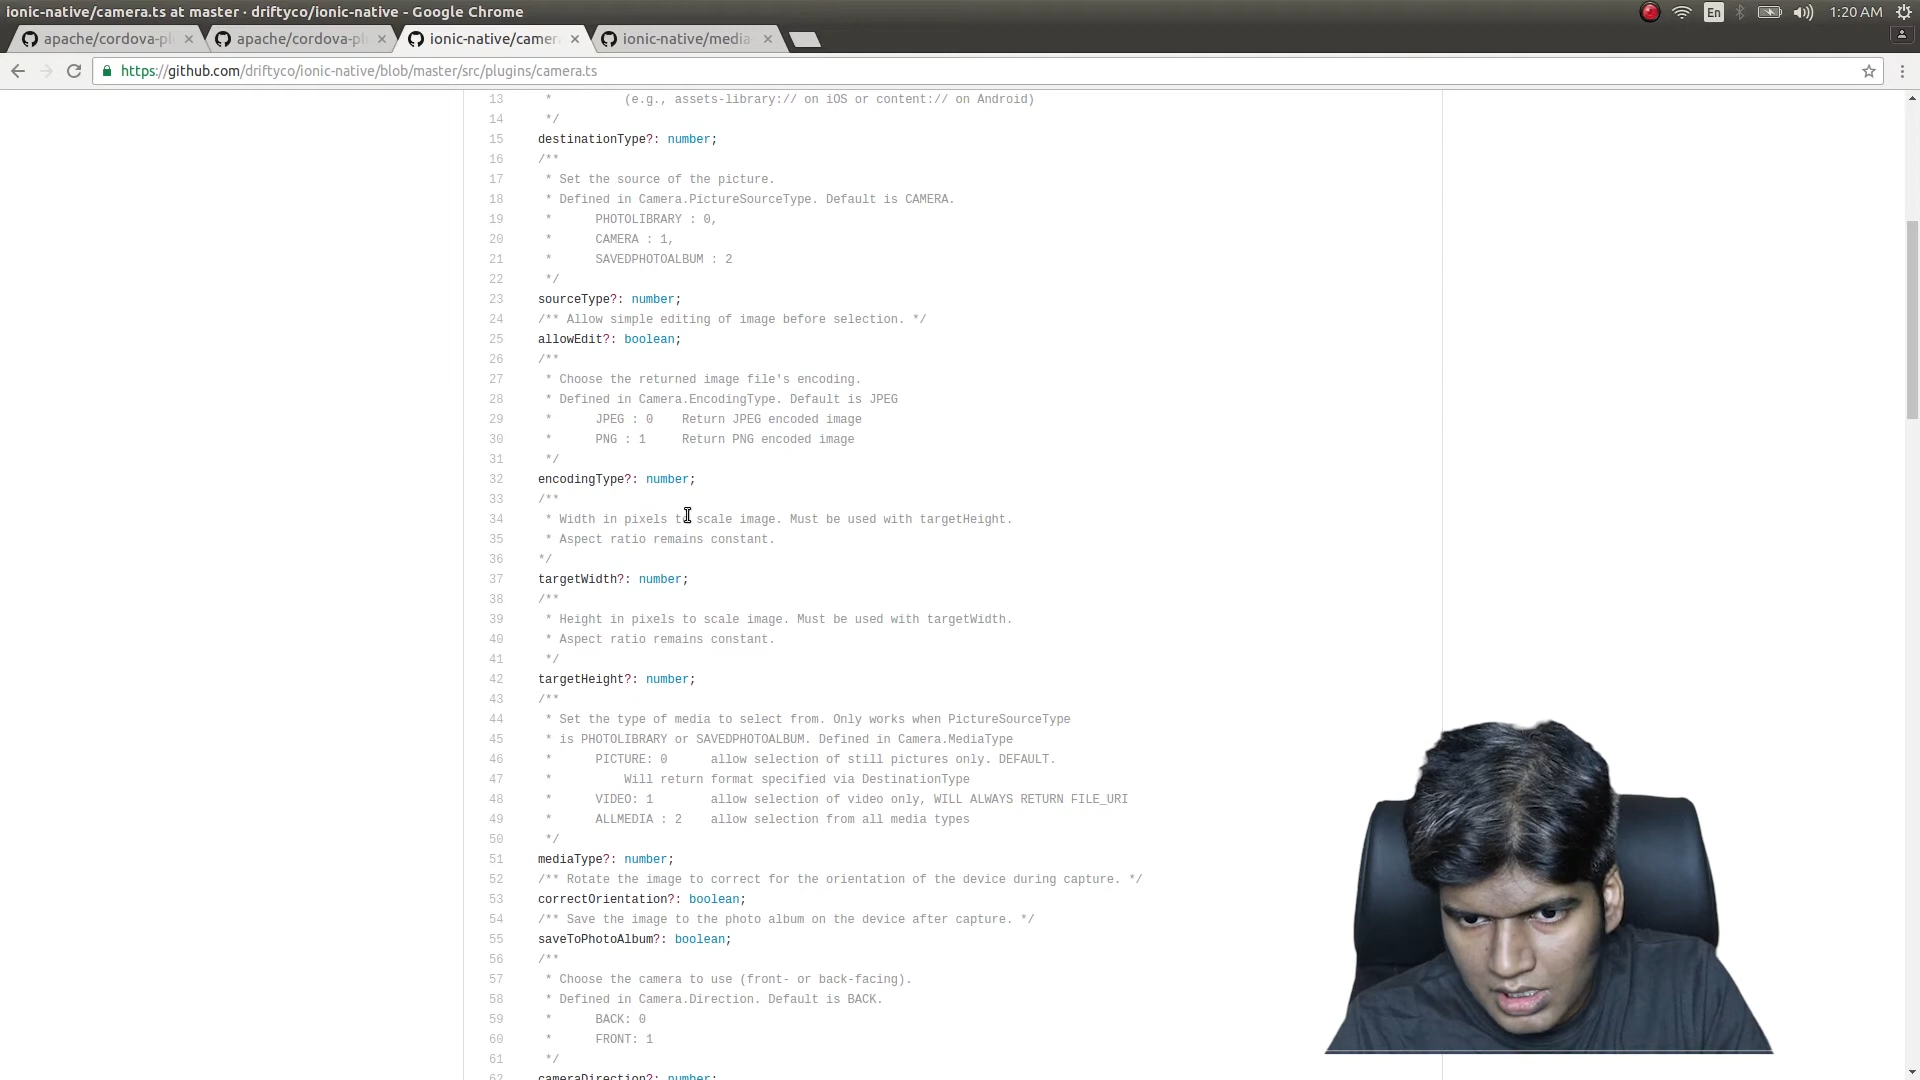 ionic-native/camera.ts at master · driftyco/ionic-native - Google Chrome
En
1:20 AM
apache/cordova-pl
apache/cordova-pl
ionic-native/camer
ionic-native/media
https://github.com/driftyco/ionic-native/blob/master/src/plugins/camera.ts
13 * (e.g., assets-library:// on iOS or content:// on Android)
14 */
15 destinationType?: number;
16 /**
17 * Set the source of the picture.
18 * Defined in Camera.PictureSourceType. Default is CAMERA.
19 * PHOTOLIBRARY : 0,
20 * CAMERA : 1,
21 * SAVEDPHOTOALBUM : 2
22 */
23 sourceType?: number;
24 /** Allow simple editing of image before selection. */
25 allowEdit?: boolean;
26 /**
27 * Choose the returned image file's encoding.
28 * Defined in Camera.EncodingType. Default is JPEG
29 * JPEG : 0 Return JPEG encoded image
30 * PNG : 1 Return PNG encoded image
31 */
32 encodingType?: number;
33 /**
34 * Width in pixels to scale image. Must be used with targetHeight.
35 * Aspect ratio remains constant.
36 */
37 targetWidth?: number;
38 /**
39 * Height in pixels to scale image. Must be used with targetWidth.
40 * Aspect ratio remains constant.
41 */
42 targetHeight?: number;
43 /**
44 * Set the type of media to select from. Only works when PictureSourceType
45 * is PHOTOLIBRARY or SAVEDPHOTOALBUM. Defined in Camera.MediaType
46 * PICTURE: 0 allow selection of still pictures only. DEFAULT.
47 * Will return format specified via DestinationType
48 * VIDEO: 1 allow selection of video only, WILL ALWAYS RETURN FILE_URI
49 * ALLMEDIA : 2 allow selection from all media types
50 */
51 mediaType?: number;
52 /** Rotate the image to correct for the orientation of the device during capture. */
53 correctOrientation?: boolean;
54 /** Save the image to the photo album on the device after capture. */
55 saveToPhotoAlbum?: boolean;
56 /**
57 * Choose the camera to use (front- or back-facing).
58 * Defined in Camera.Direction. Default is BACK.
59 * BACK: 0
60 * FRONT: 1
61 */
62 cameraDirection?: number;